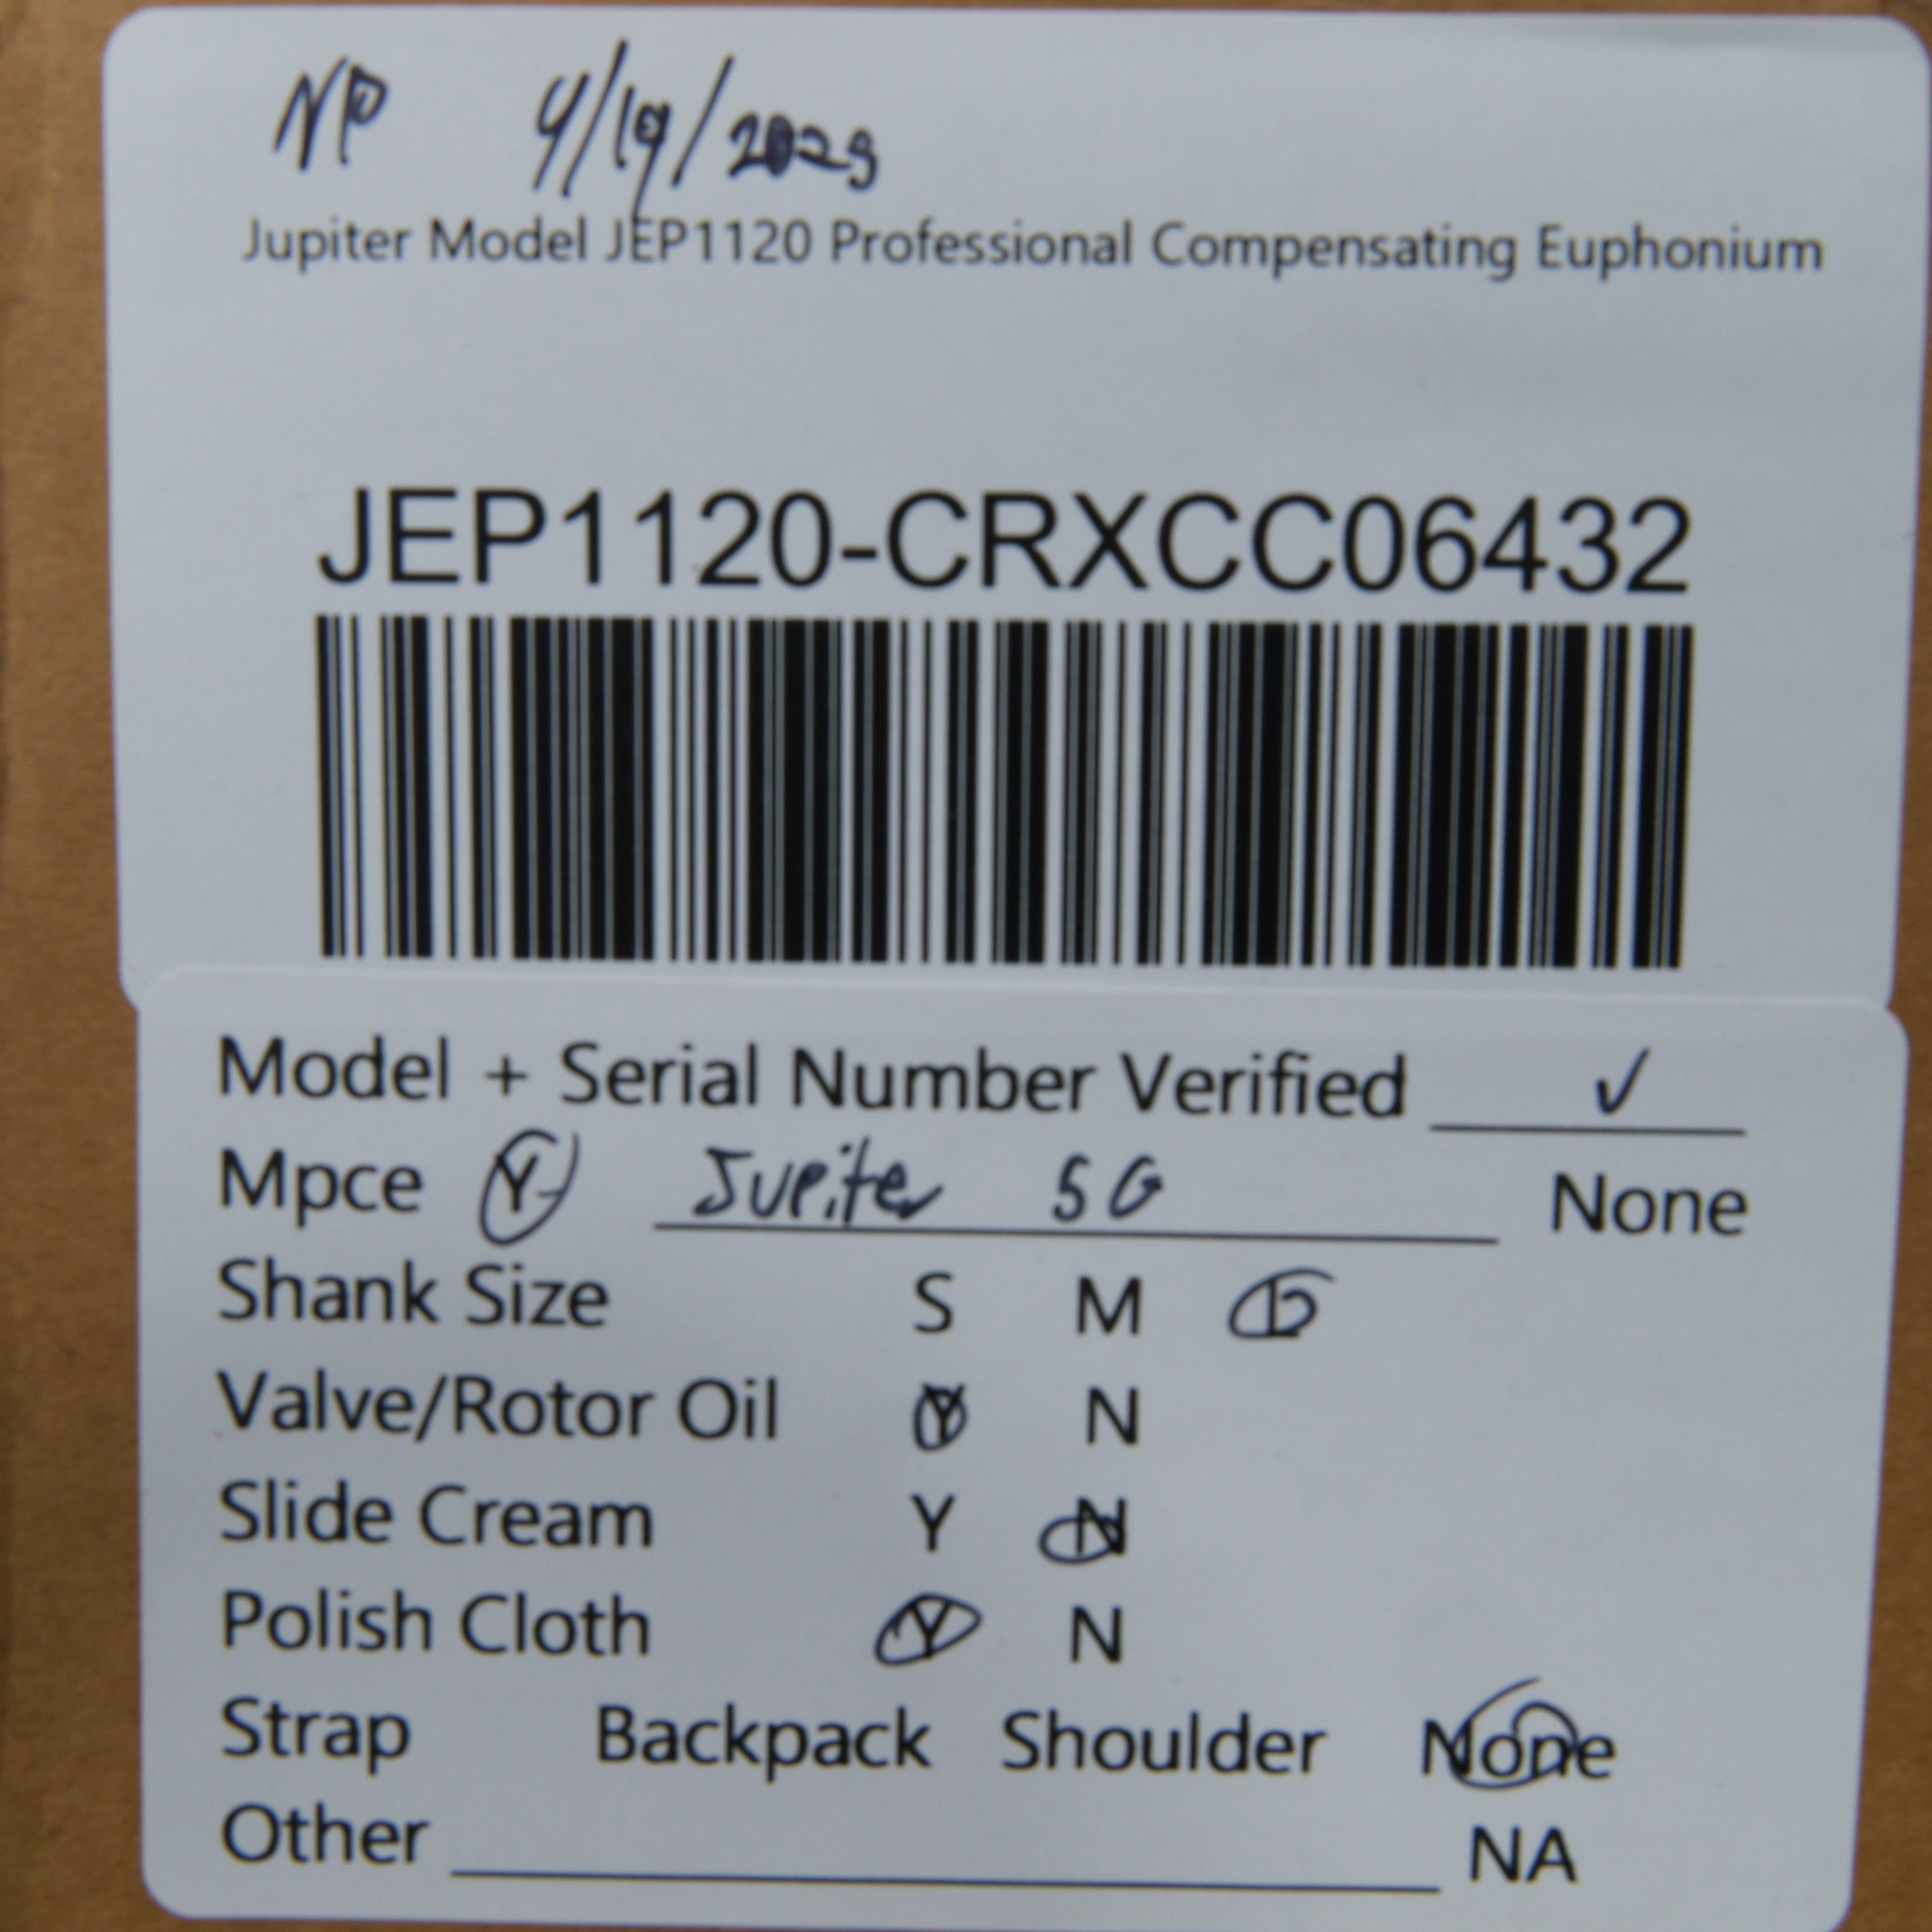 NP 4/19/2023
Jupiter Model JEP1120 Professional Compensating Euphonium
JEP1120-CRXCC06432
Model + Serial Number Verified ✓
Mpce Y Jupiter 5G None
Shank Size S M L
Valve/Rotor Oil Y N
Slide Cream Y N
Polish Cloth Y N
Strap Backpack Shoulder None
Other NA